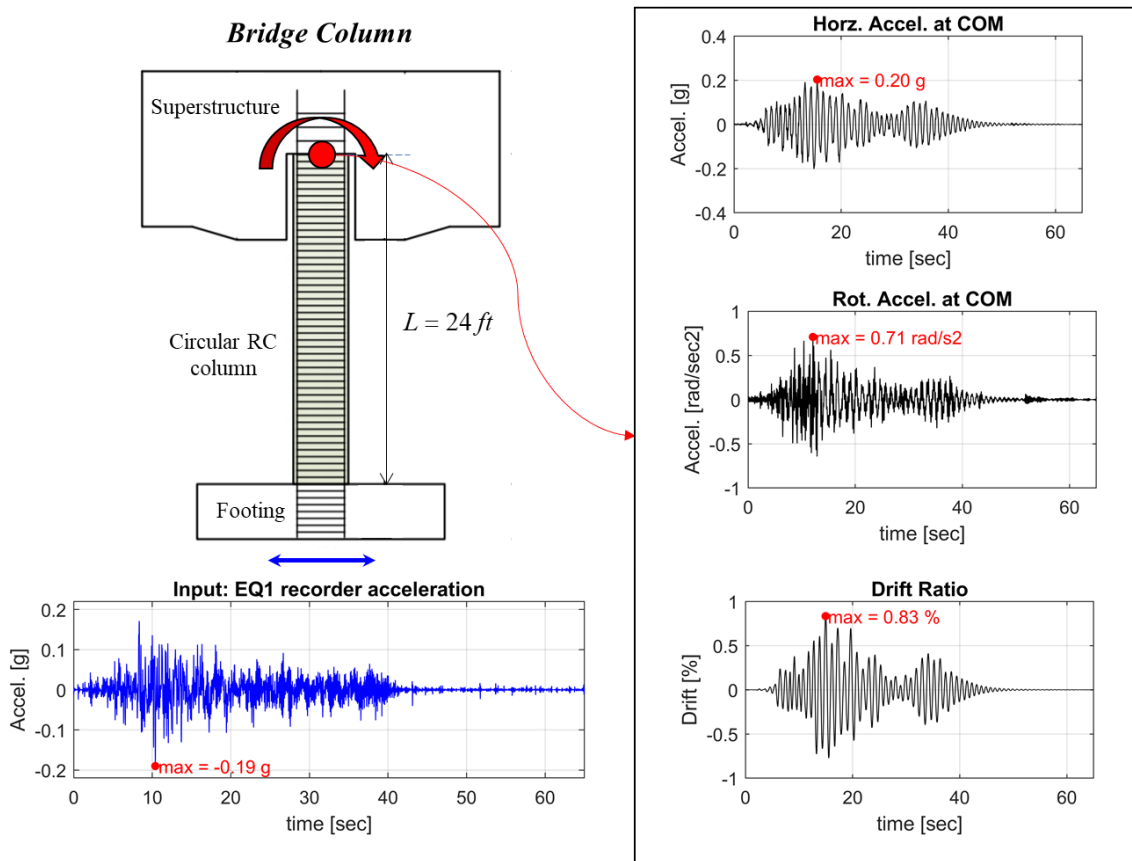 Bridge Column
Superstructure
Circular RC
column
L = 24 ft
Footing
Input: EQ1 recorder acceleration
Accel. [g]
0.2
0.1
0
-0.1
-0.2
max = -0.19 g
0 10 20 30 40 50 60
time [sec]
Horz. Accel. at COM
Accel. [g]
0.4
0.2
0
-0.2
-0.4
max = 0.20 g
0 20 40 60
time [sec]
Rot. Accel. at COM
Accel. [rad/sec2]
1
0.5
0
-0.5
-1
max = 0.71 rad/s2
0 20 40 60
time [sec]
Drift Ratio
Drift [%]
1
0.5
0
-0.5
-1
max = 0.83 %
0 20 40 60
time [sec]